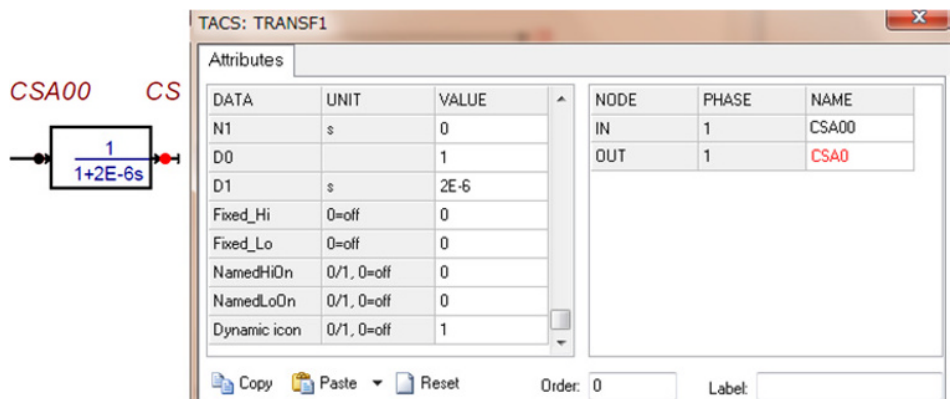 TACS: TRANSF1
Attributes
CSA00 CS
1
1+2E-6s
DATA UNIT VALUE
N1 s 0
D0 1
D1 s 2E-6
Fixed_Hi 0=off 0
Fixed_Lo 0=off 0
NamedHiOn 0/1, 0=off 0
NamedLoOn 0/1, 0=off 0
Dynamic icon 0/1, 0=off 1
NODE PHASE NAME
IN 1 CSA00
OUT 1 CSA0
Copy Paste Reset Order: 0 Label: